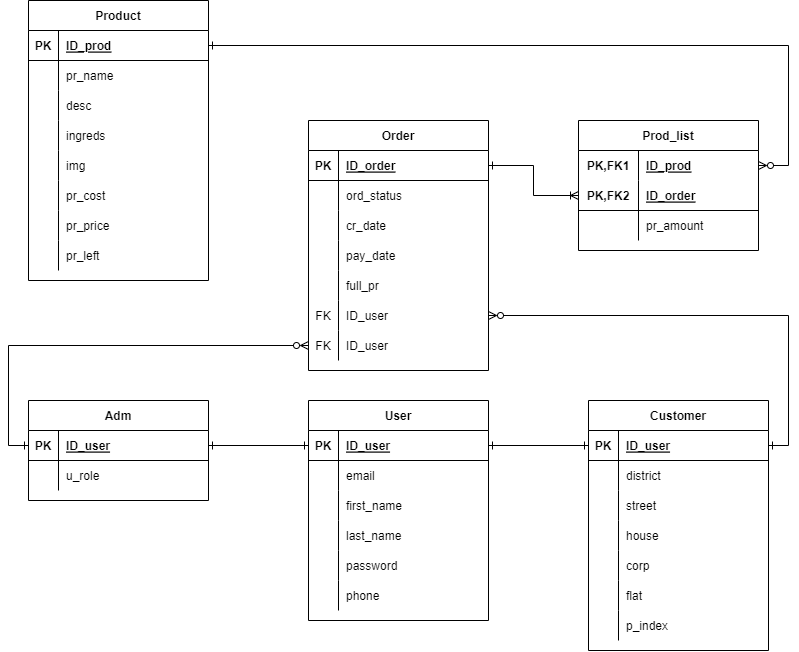 Product
PK ID_prod
pr_name
desc
ingreds
img
pr_cost
pr_price
pr_left
Order
PK ID_order
ord_status
cr_date
pay_date
full_pr
FK ID_user
FK ID_user
Prod_list
PK,FK1 ID_prod
PK,FK2 ID_order
pr_amount
Adm
PK ID_user
u_role
User
PK ID_user
email
first_name
last_name
password
phone
Customer
PK ID_user
district
street
house
corp
flat
p_index